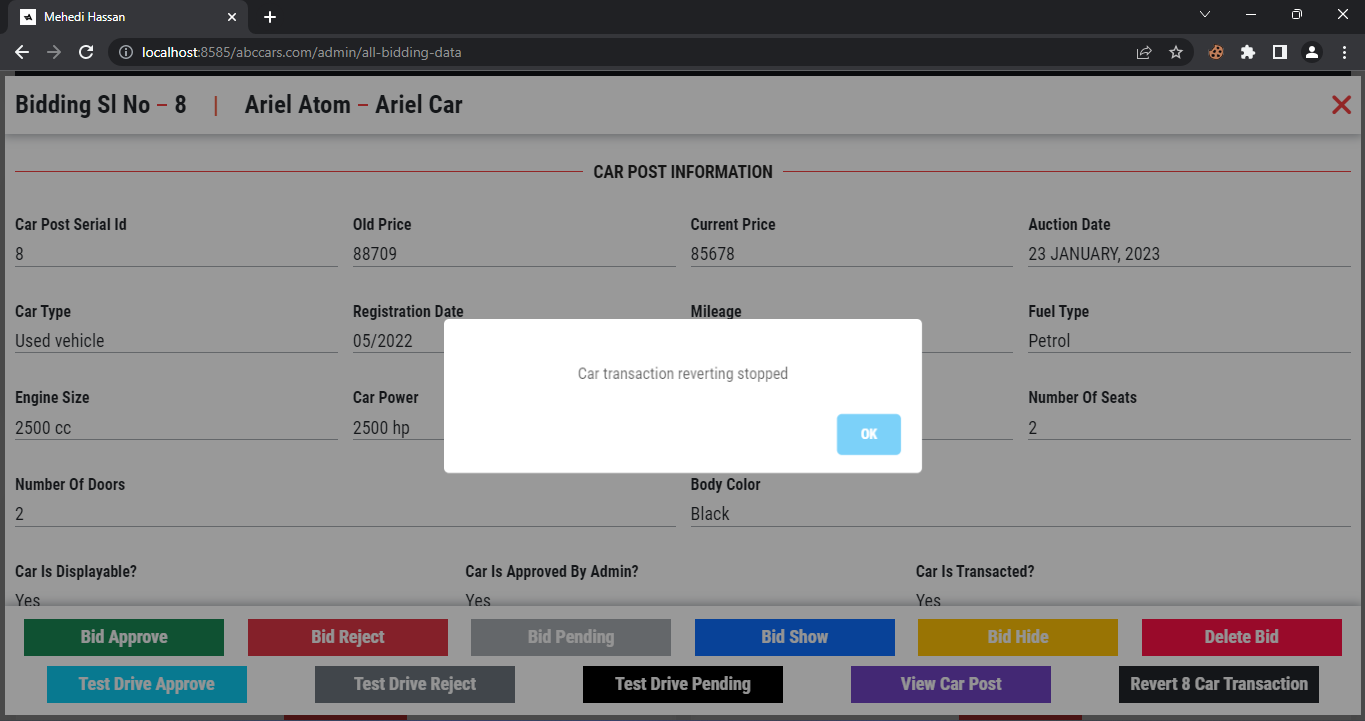 Mehedi Hassan
localhost:8585/abccars.com/admin/all-bidding-data
Bidding Sl No – 8 | Ariel Atom – Ariel Car
CAR POST INFORMATION
Car Post Serial Id Old Price Current Price Auction Date
8 88709 85678 23 JANUARY, 2023
Car Type Registration Date Mileage Fuel Type
Used vehicle 05/2022 Petrol
Car transaction reverting stopped
Engine Size Car Power Number Of Seats
2500 cc 2500 hp 2
OK
Number Of Doors Body Color
2 Black
Car Is Displayable? Car Is Approved By Admin? Car Is Transacted?
Yes Yes Yes
Bid Approve Bid Reject Bid Pending Bid Show Bid Hide Delete Bid
Test Drive Approve Test Drive Reject Test Drive Pending View Car Post Revert 8 Car Transaction